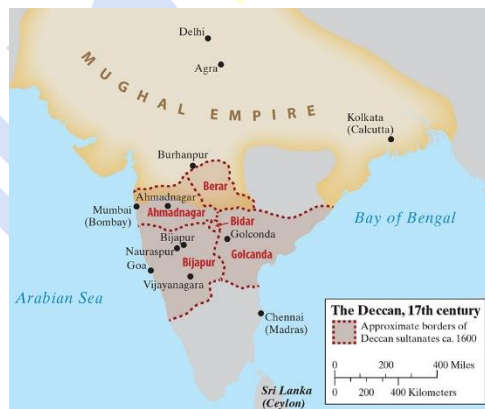 Delhi
Agra
MUGHAL EMPIRE
Kolkata
(Calcutta)
Burhanpur
Berar
Ahmadnagar
Ahmadnagar
Mumbai
(Bombay)
Bidar
Golconda
Bijapur
Nauraspur
Golcanda
Goa
Bijapur
Vijayanagara
Bay of Bengal
Arabian Sea
Chennai
(Madras)
Sri Lanka
(Ceylon)
The Deccan, 17th century
Approximate borders of
Deccan sultanates ca. 1600
0 200 400 Miles
0 200 400 Kilometers